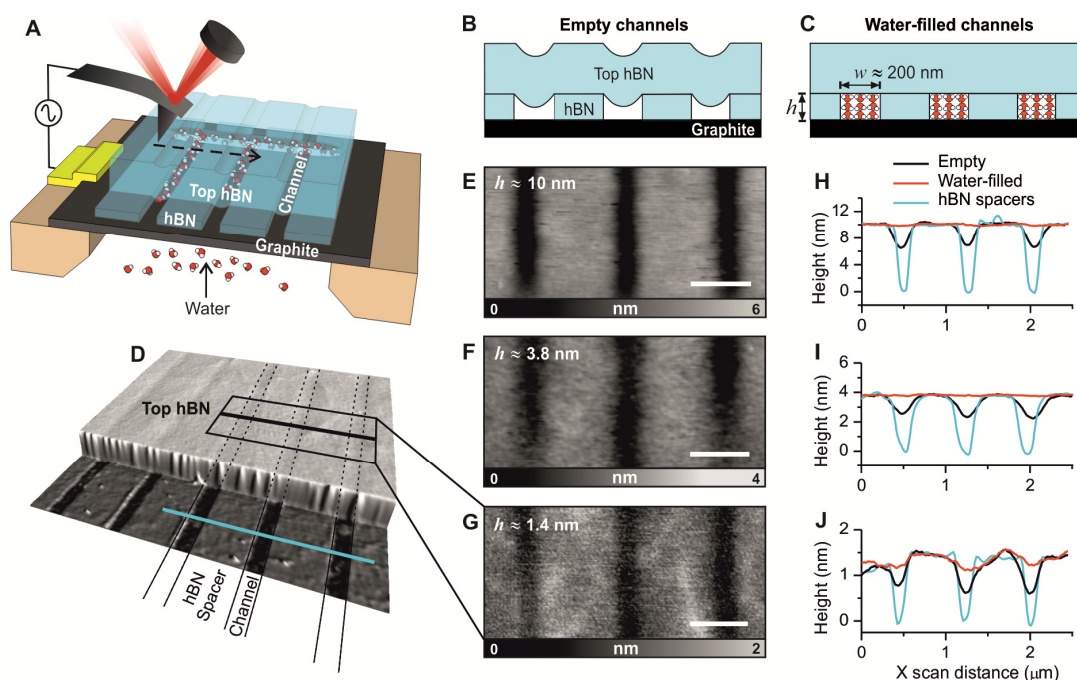 A
Top hBN
hBN
Channel
Graphite
Water
B
Empty channels
Top hBN
hBN
Graphite
C
Water-filled channels
w ≈ 200 nm
h
D
Top hBN
hBN
Spacer
Channel
E
h ≈ 10 nm
0 nm 6
F
h ≈ 3.8 nm
0 nm 4
G
h ≈ 1.4 nm
0 nm 2
Empty
Water-filled
hBN spacers
H
Height (nm)
12
8
4
0
0 1 2
I
Height (nm)
6
4
2
0
0 1 2
J
Height (nm)
2
1
0
0 1 2
X scan distance (μm)